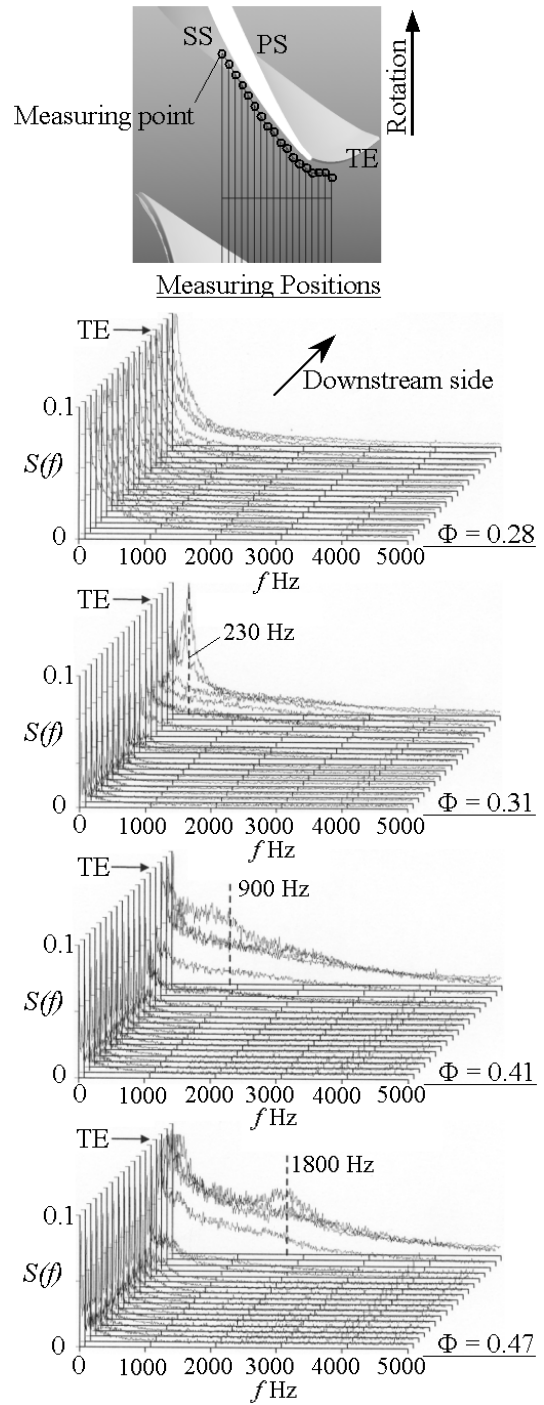 SS
PS
Rotation
Measuring point
TE
Measuring Positions
TE
Downstream side
0.1
S(f)
0
0 1000 2000 3000 4000 5000
f Hz
Φ = 0.28
TE
230 Hz
0.1
S(f)
0
0 1000 2000 3000 4000 5000
f Hz
Φ = 0.31
TE
900 Hz
0.1
S(f)
0
0 1000 2000 3000 4000 5000
f Hz
Φ = 0.41
TE
1800 Hz
0.1
S(f)
0
0 1000 2000 3000 4000 5000
f Hz
Φ = 0.47